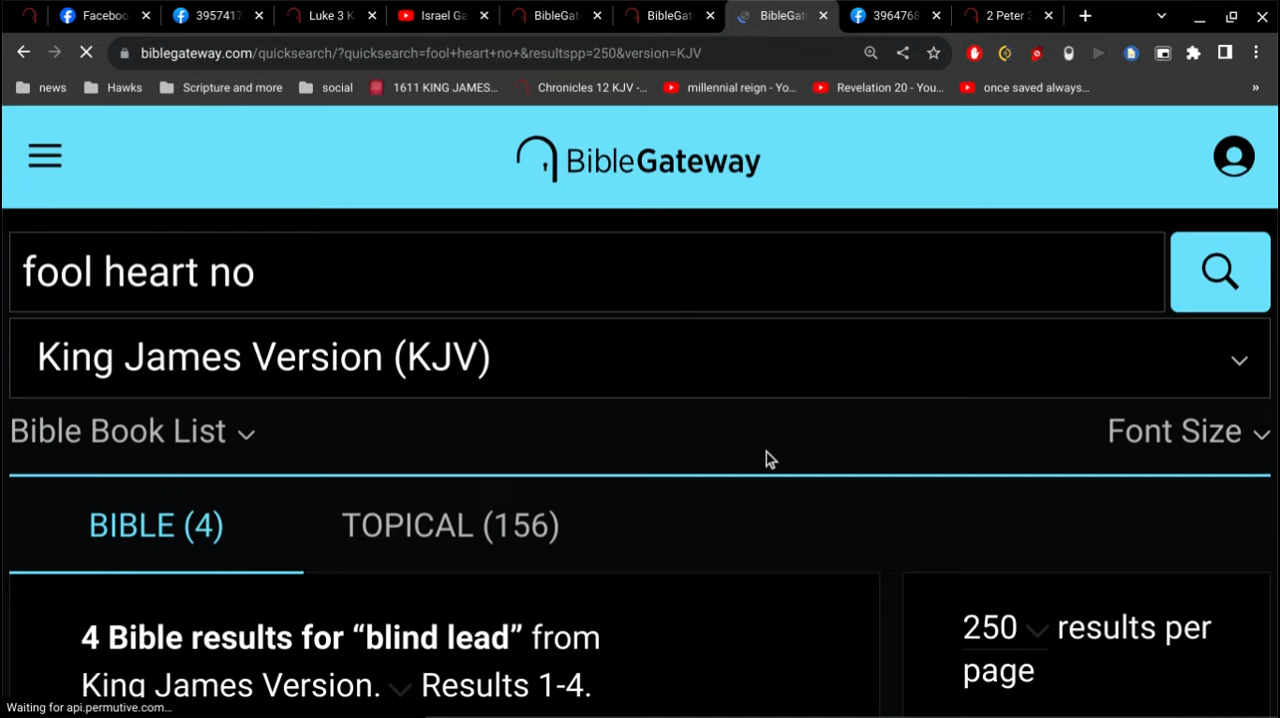 Faceboo
3957417
Luke 3 K
Israel Ga
BibleGat
BibleGat
BibleGat
3964768
2 Peter 3
biblegateway.com/quicksearch/?quicksearch=fool+heart+no+&resultspp=250&version=KJV
news Hawks Scripture and more social 1611 KING JAMES... Chronicles 12 KJV -... millennial reign - Yo... Revelation 20 - You... once saved always... »
BibleGateway
fool heart no
King James Version (KJV)
Bible Book List
Font Size
BIBLE (4) TOPICAL (156)
4 Bible results for “blind lead” from
King James Version. Results 1-4.
250 results per
page
Waiting for api.permutive.com...